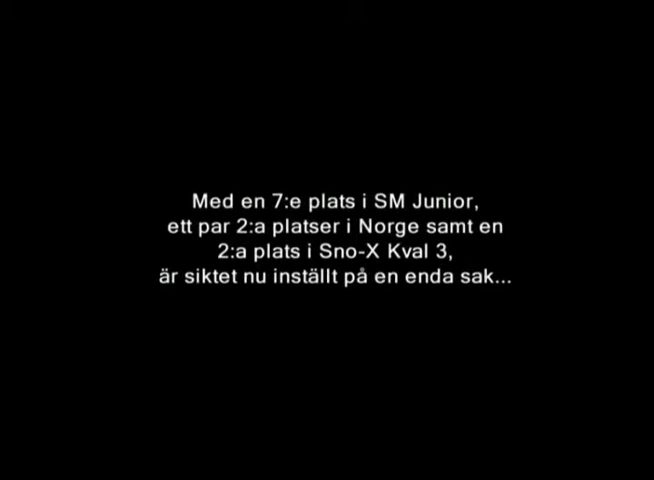 Med en 7:e plats i SM Junior,
ett par 2:a platser i Norge samt en
2:a plats i Sno-X Kval 3,
är siktet nu inställt på en enda sak...